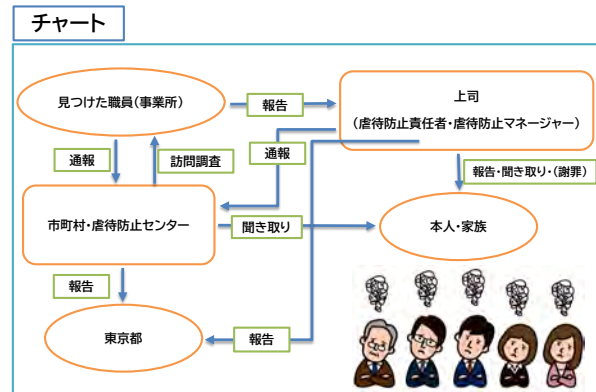 チャート
見つけた職員(事業所)
報告
上司
(虐待防止責任者・虐待防止マネージャー)
通報
訪問調査
通報
報告・聞き取り・(謝罪)
市町村・虐待防止センター
聞き取り
本人・家族
報告
東京都
報告